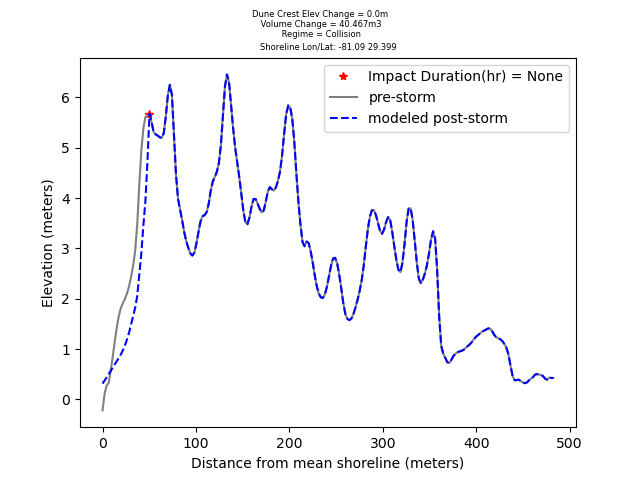 Dune Crest Elev Change = 0.0m
Volume Change = 40.467m3
Regime = Collision
Shoreline Lon/Lat: -81.09 29.399
Impact Duration(hr) = None
pre-storm
modeled post-storm
6
5
4
3
2
1
0
Elevation (meters)
0 100 200 300 400 500
Distance from mean shoreline (meters)